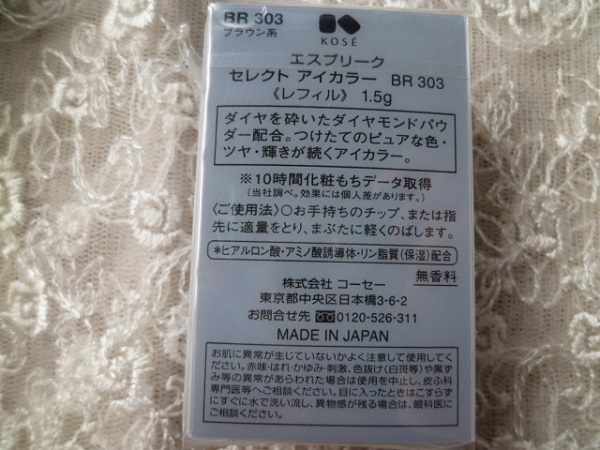 BR 303
ブラウン系
KOSÉ
エスプリーク
セレクト アイカラー BR 303
《レフィル》 1.5g
ダイヤを砕いたダイヤモンドパウ
ダー配合。つけたてのピュアな色・
ツヤ・輝きが続くアイカラー。
※10時間化粧もちデータ取得
(当社調べ。効果には個人差があります。)
〈ご使用法〉○お手持ちのチップ、または指
先に適量をとり、まぶたに軽くのばします。
*ヒアルロン酸・アミノ酸誘導体・リン脂質(保湿)配合
株式会社 コーセー 無香料
東京都中央区日本橋3-6-2
お問合せ先 0120-526-311
MADE IN JAPAN
お肌に異常が生じていないかよく注意して使用してく
ださい。赤味・はれ・かゆみ・刺激、色抜け(白斑等)や黒ず
み等の異常があらわれた場合は使用を中止し、皮ふ科
専門医等へご相談ください。目に入ったときはこすらず
にすぐに水で洗い流し、異物感が残る場合は、眼科医に
ご相談ください。